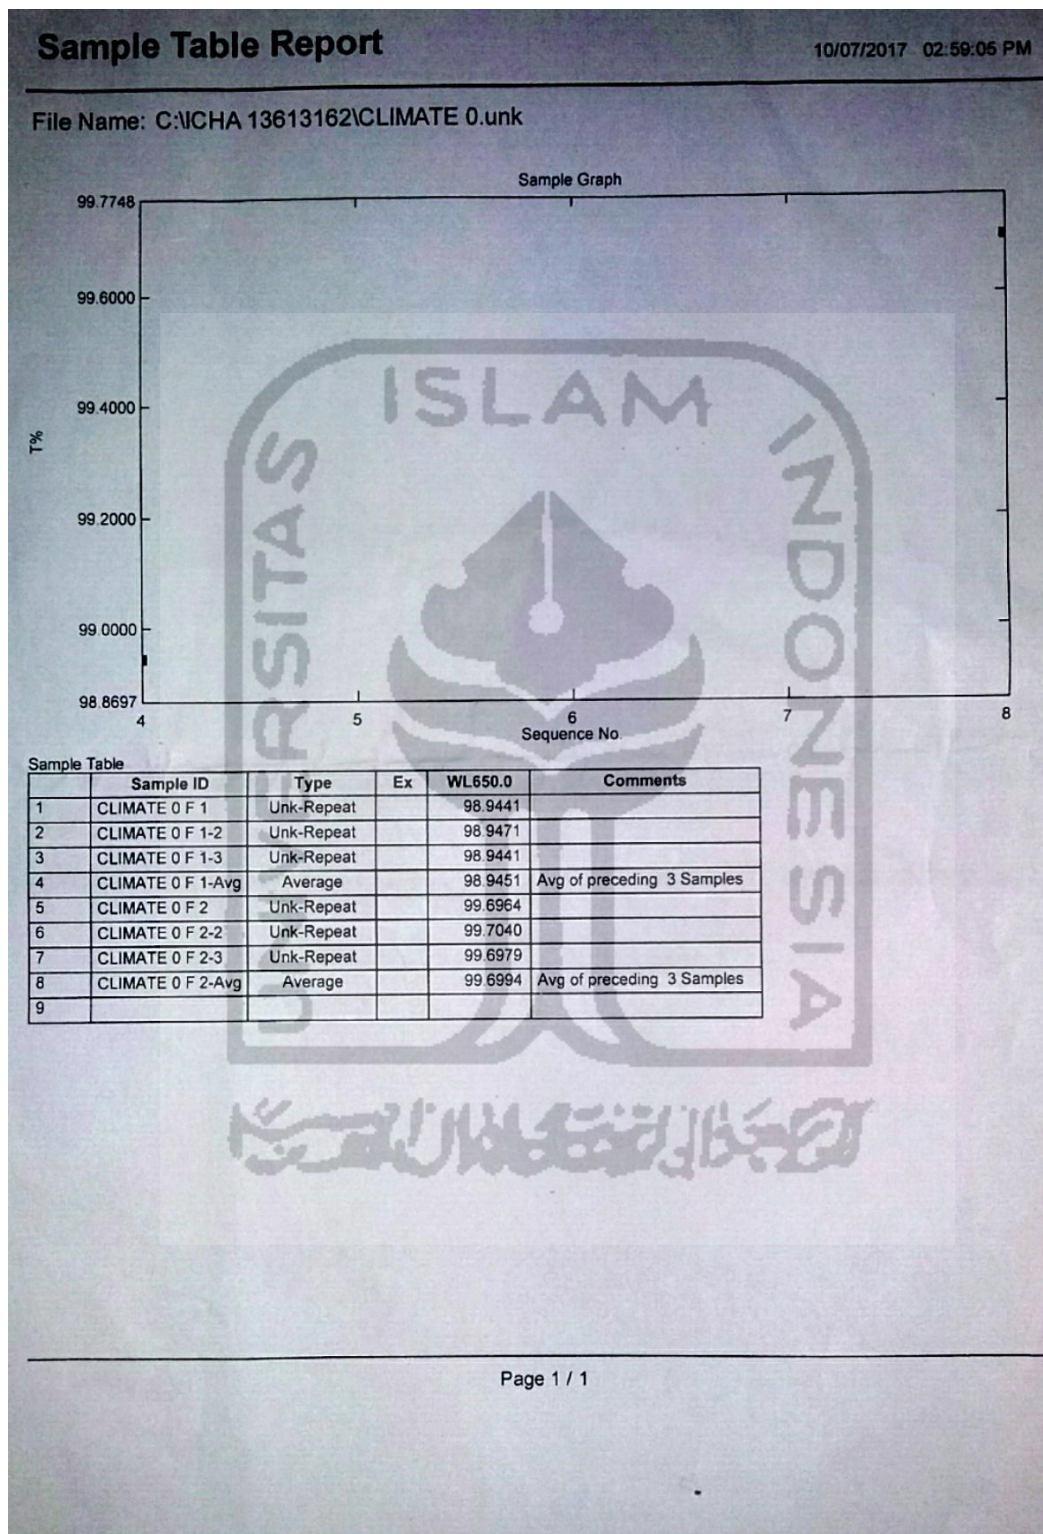 Sample Table Report
10/07/2017 02:59:05 PM
File Name: C:\ICHA 13613162\CLIMATE 0.unk
Sample Graph
99.7748
99.6000
99.4000
T%
99.2000
99.0000
98.8697
4 5 6 7 8
Sequence No.
Sample Table
Sample ID Type Ex WL650.0 Comments
1 CLIMATE 0 F 1 Unk-Repeat 98.9441
2 CLIMATE 0 F 1-2 Unk-Repeat 98.9471
3 CLIMATE 0 F 1-3 Unk-Repeat 98.9441
4 CLIMATE 0 F 1-Avg Average 98.9451 Avg of preceding 3 Samples
5 CLIMATE 0 F 2 Unk-Repeat 99.6964
6 CLIMATE 0 F 2-2 Unk-Repeat 99.7040
7 CLIMATE 0 F 2-3 Unk-Repeat 99.6979
8 CLIMATE 0 F 2-Avg Average 99.6994 Avg of preceding 3 Samples
9
UNIVERSITAS
ISLAM
INDONESIA
Page 1 / 1